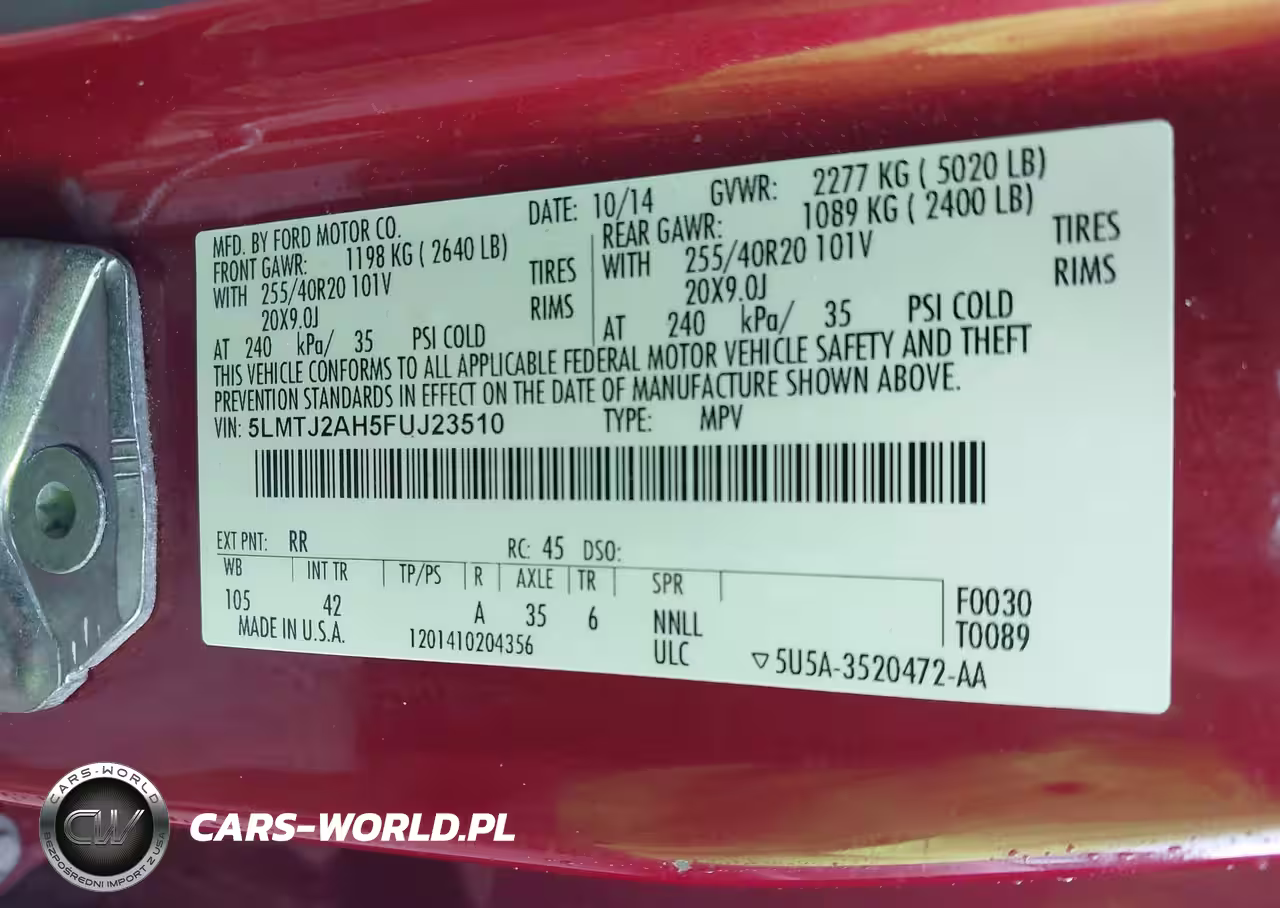 MFD. BY FORD MOTOR CO. DATE: 10/14 GVWR: 2277 KG ( 5020 LB)
FRONT GAWR: 1198 KG ( 2640 LB) REAR GAWR: 1089 KG ( 2400 LB)
WITH 255/40R20 101V TIRES WITH 255/40R20 101V TIRES
20X9.0J RIMS 20X9.0J RIMS
AT 240 kPa/ 35 PSI COLD AT 240 kPa/ 35 PSI COLD
THIS VEHICLE CONFORMS TO ALL APPLICABLE FEDERAL MOTOR VEHICLE SAFETY AND THEFT
PREVENTION STANDARDS IN EFFECT ON THE DATE OF MANUFACTURE SHOWN ABOVE.
VIN: 5LMTJ2AH5FUJ23510 TYPE: MPV
EXT PNT: RR RC: 45 DSO:
WB INT TR TP/PS R AXLE TR SPR
105 42 A 35 6 NNLL F0030
MADE IN U.S.A. 1201410204356 ULC T0089
▽5U5A-3520472-AA
CARS-WORLD
CW
BEZPOŚREDNI IMPORT Z USA
CARS-WORLD.PL